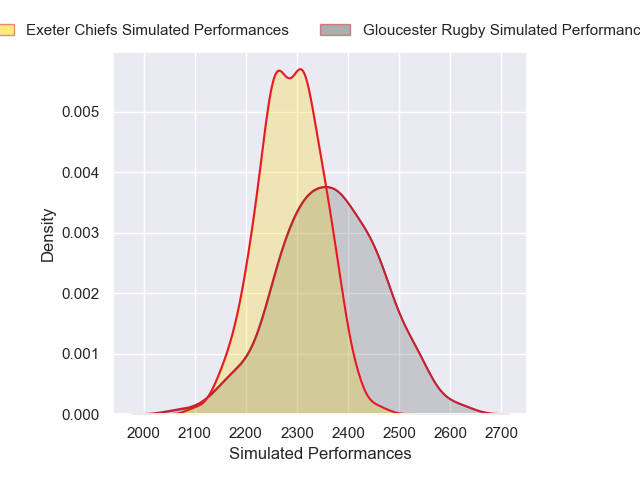 Exeter Chiefs Simulated Performances
Gloucester Rugby Simulated
0.005
0.004
0.003
0.002
0.001
0.000
Density
2000 2100 2200 2300 2400 2500 2600 2700
Simulated Performances